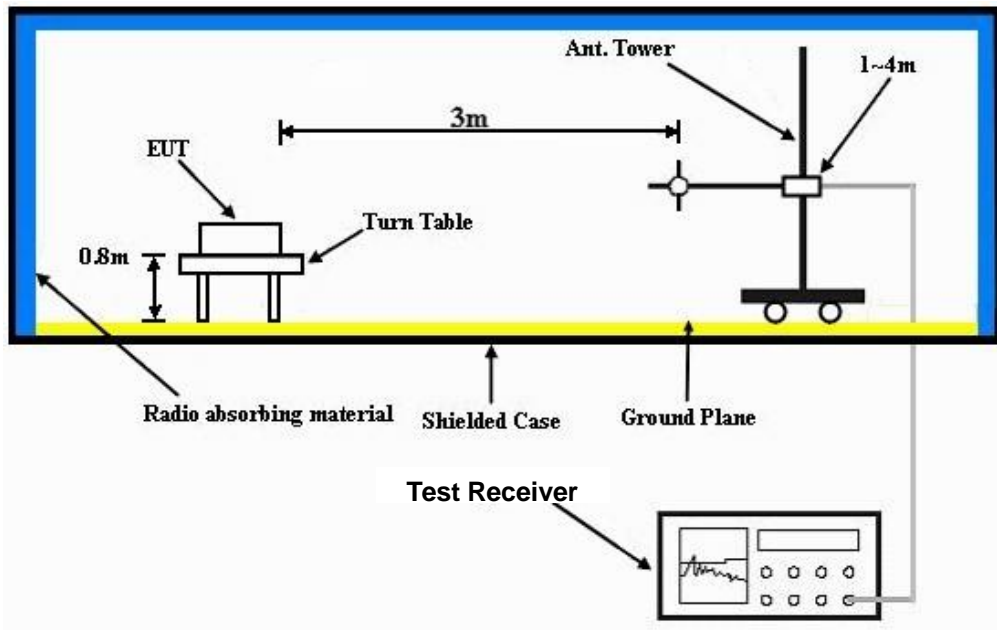 Ant. Tower
1~4m
3m
EUT
Turn Table
0.8m
Radio absorbing material
Shielded Case
Ground Plane
Test Receiver